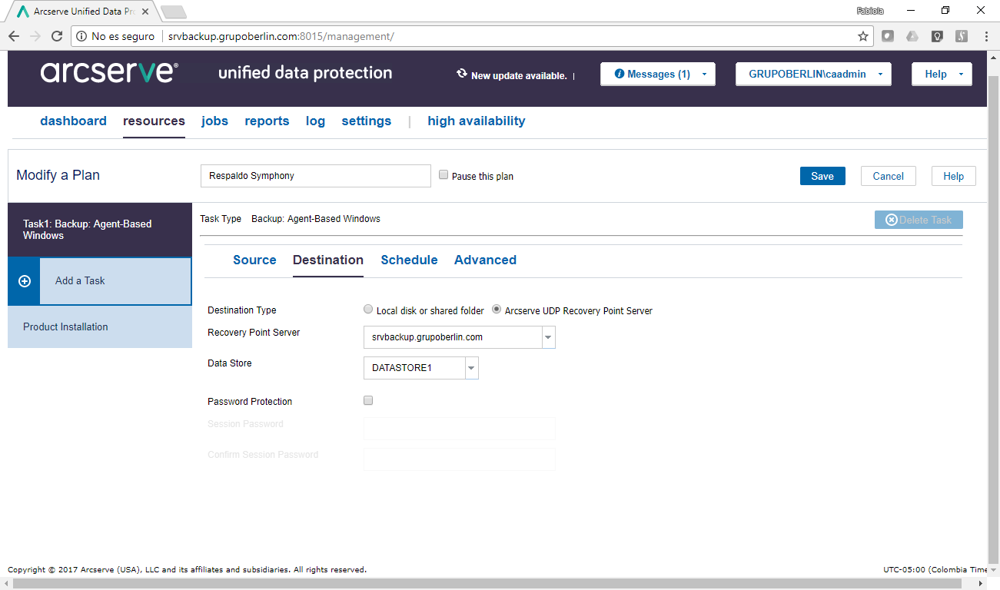 Arcserve Unified Data Pr
Fabiola
No es seguro
srvbackup.grupoberlin.com:8015/management/
arcserve®
unified data protection
New update available. |
Messages (1)
GRUPOBERLIN\caadmin
Help
dashboard
resources
jobs
reports
log
settings
|
high availability
Modify a Plan
Respaldo Symphony
Pause this plan
Save
Cancel
Help
Task1: Backup: Agent-Based
Windows
Add a Task
Product Installation
Task Type
Backup: Agent-Based Windows
Delete Task
Source
Destination
Schedule
Advanced
Destination Type
Local disk or shared folder
Arcserve UDP Recovery Point Server
Recovery Point Server
srvbackup.grupoberlin.com
Data Store
DATASTORE1
Password Protection
Session Password
Confirm Session Password
Copyright © 2017 Arcserve (USA), LLC and its affiliates and subsidiaries. All rights reserved.
UTC-05:00 (Colombia Time